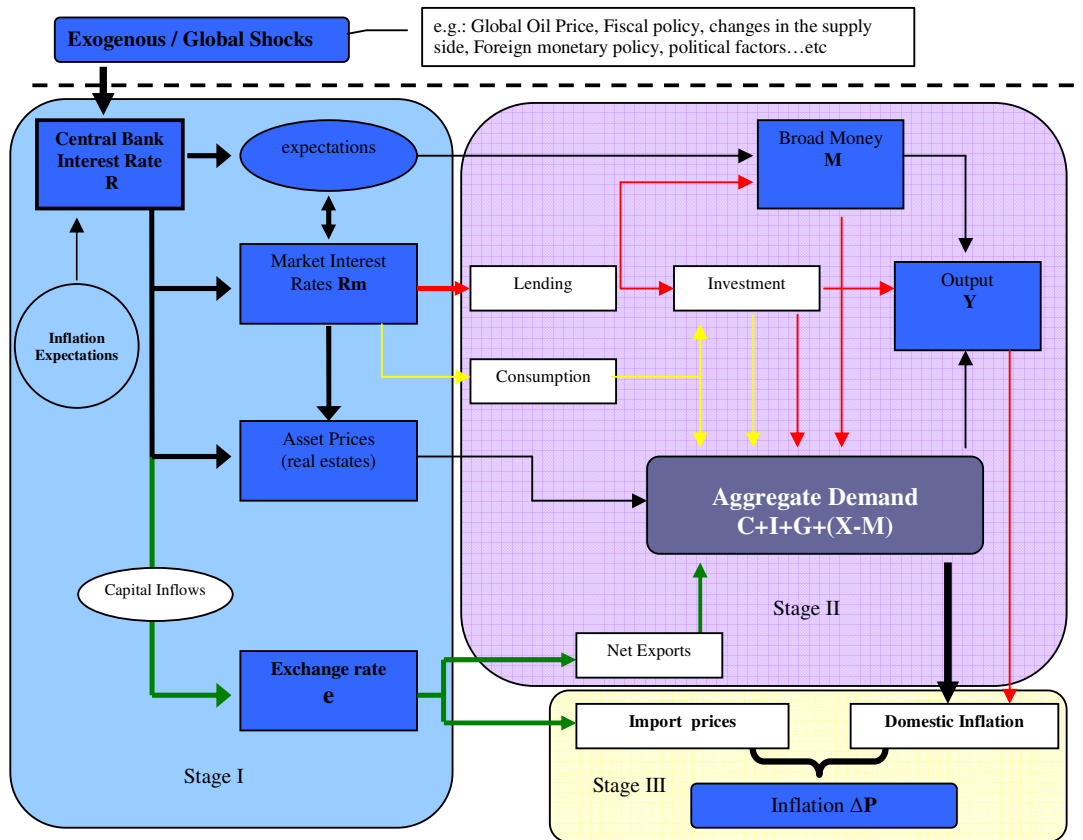 Exogenous / Global Shocks
e.g.: Global Oil Price, Fiscal policy, changes in the supply
side, Foreign monetary policy, political factors…etc
Central Bank
Interest Rate
R
expectations
Broad Money
M
Market Interest
Rates Rm
Lending
Investment
Output
Y
Inflation
Expectations
Consumption
Asset Prices
(real estates)
Aggregate Demand
C+I+G+(X-M)
Capital Inflows
Stage II
Net Exports
Exchange rate
e
Import prices
Domestic Inflation
Stage I
Stage III
Inflation ΔP